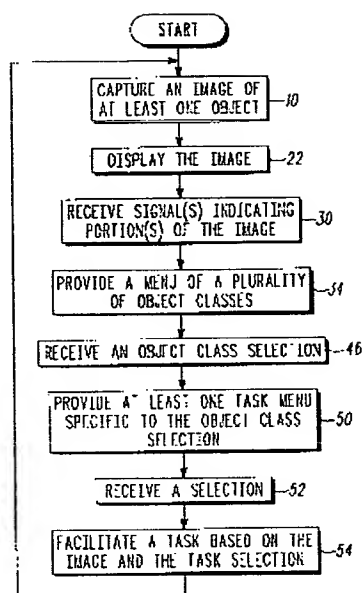 START
CAPTURE AN IMAGE OF
AT LEAST ONE OBJECT
10
DISPLAY THE IMAGE
22
RECEIVE SIGNAL(S) INDICATING
PORTION(S) OF THE IMAGE
30
PROVIDE A MENU OF A PLURALITY
OF OBJECT CLASSES
34
RECEIVE AN OBJECT CLASS SELECTION
46
PROVIDE AT LEAST ONE TASK MENU
SPECIFIC TO THE OBJECT CLASS
SELECTION
50
RECEIVE A SELECTION
52
FACILITATE A TASK BASED ON THE
IMAGE AND THE TASK SELECTION
54